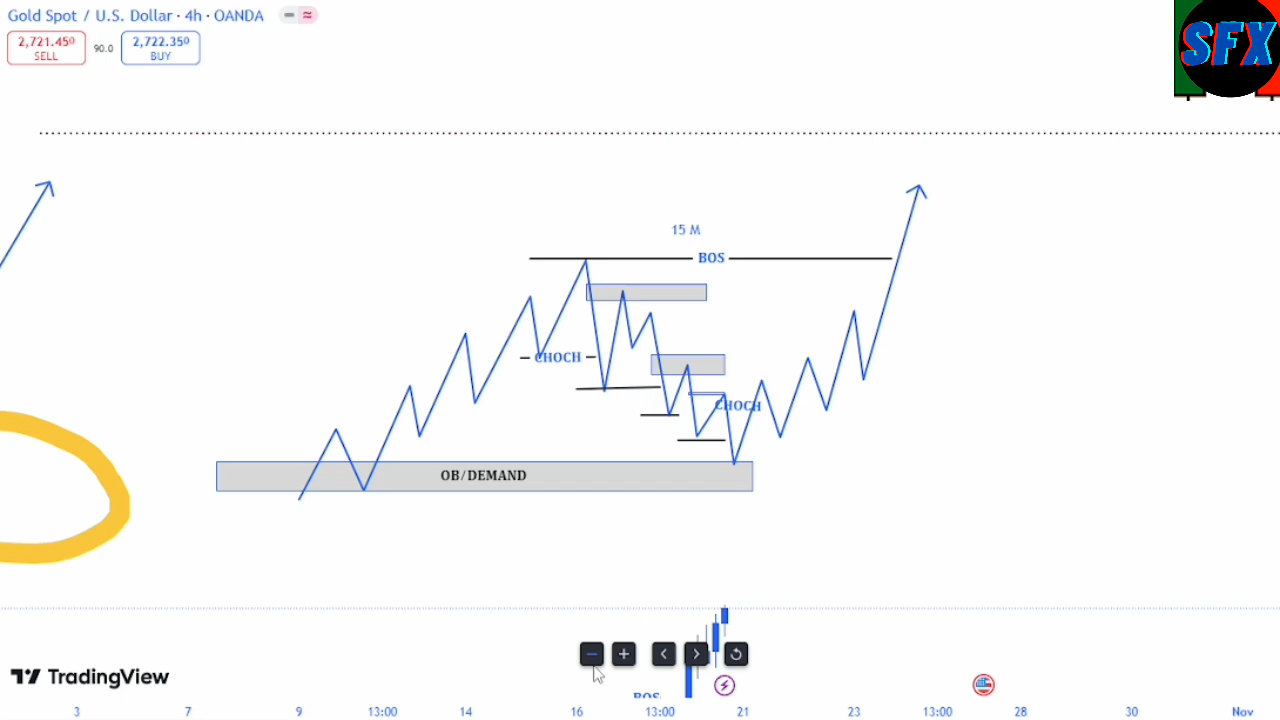 Gold Spot / U.S. Dollar · 4h · OANDA
2,721.450
SELL
90.0
2,722.350
BUY
SFX
15 M
BOS
CHOCH
CHOCH
OB/DEMAND
BOS
TradingView
3 7 9 13:00 14 16 13:00 21 23 13:00 28 30 Nov